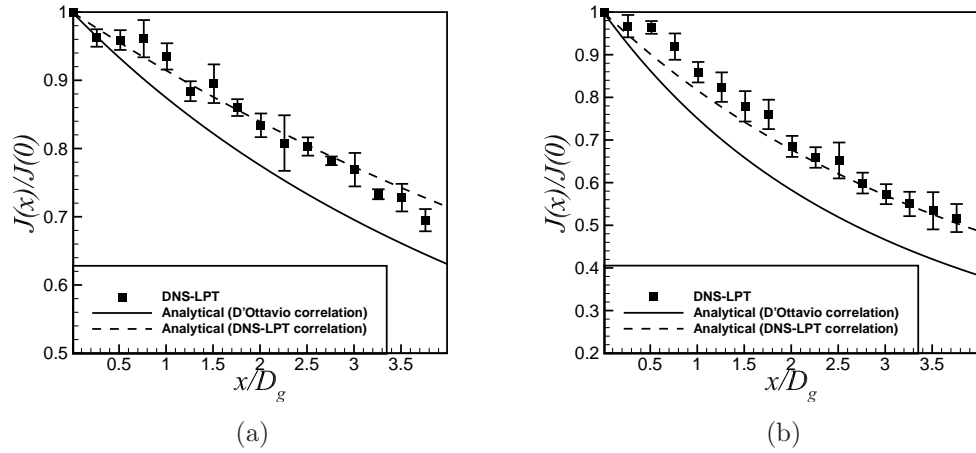 1
0.9
0.8
0.7
0.6
0.5
J(x)/J(0)
DNS-LPT
Analytical (D'Ottavio correlation)
Analytical (DNS-LPT correlation)
0.5 1 1.5 2 2.5 3 3.5
x/D_g
(a)
1
0.9
0.8
0.7
0.6
0.5
0.4
0.3
0.2
J(x)/J(0)
DNS-LPT
Analytical (D'Ottavio correlation)
Analytical (DNS-LPT correlation)
0.5 1 1.5 2 2.5 3 3.5
x/D_g
(b)